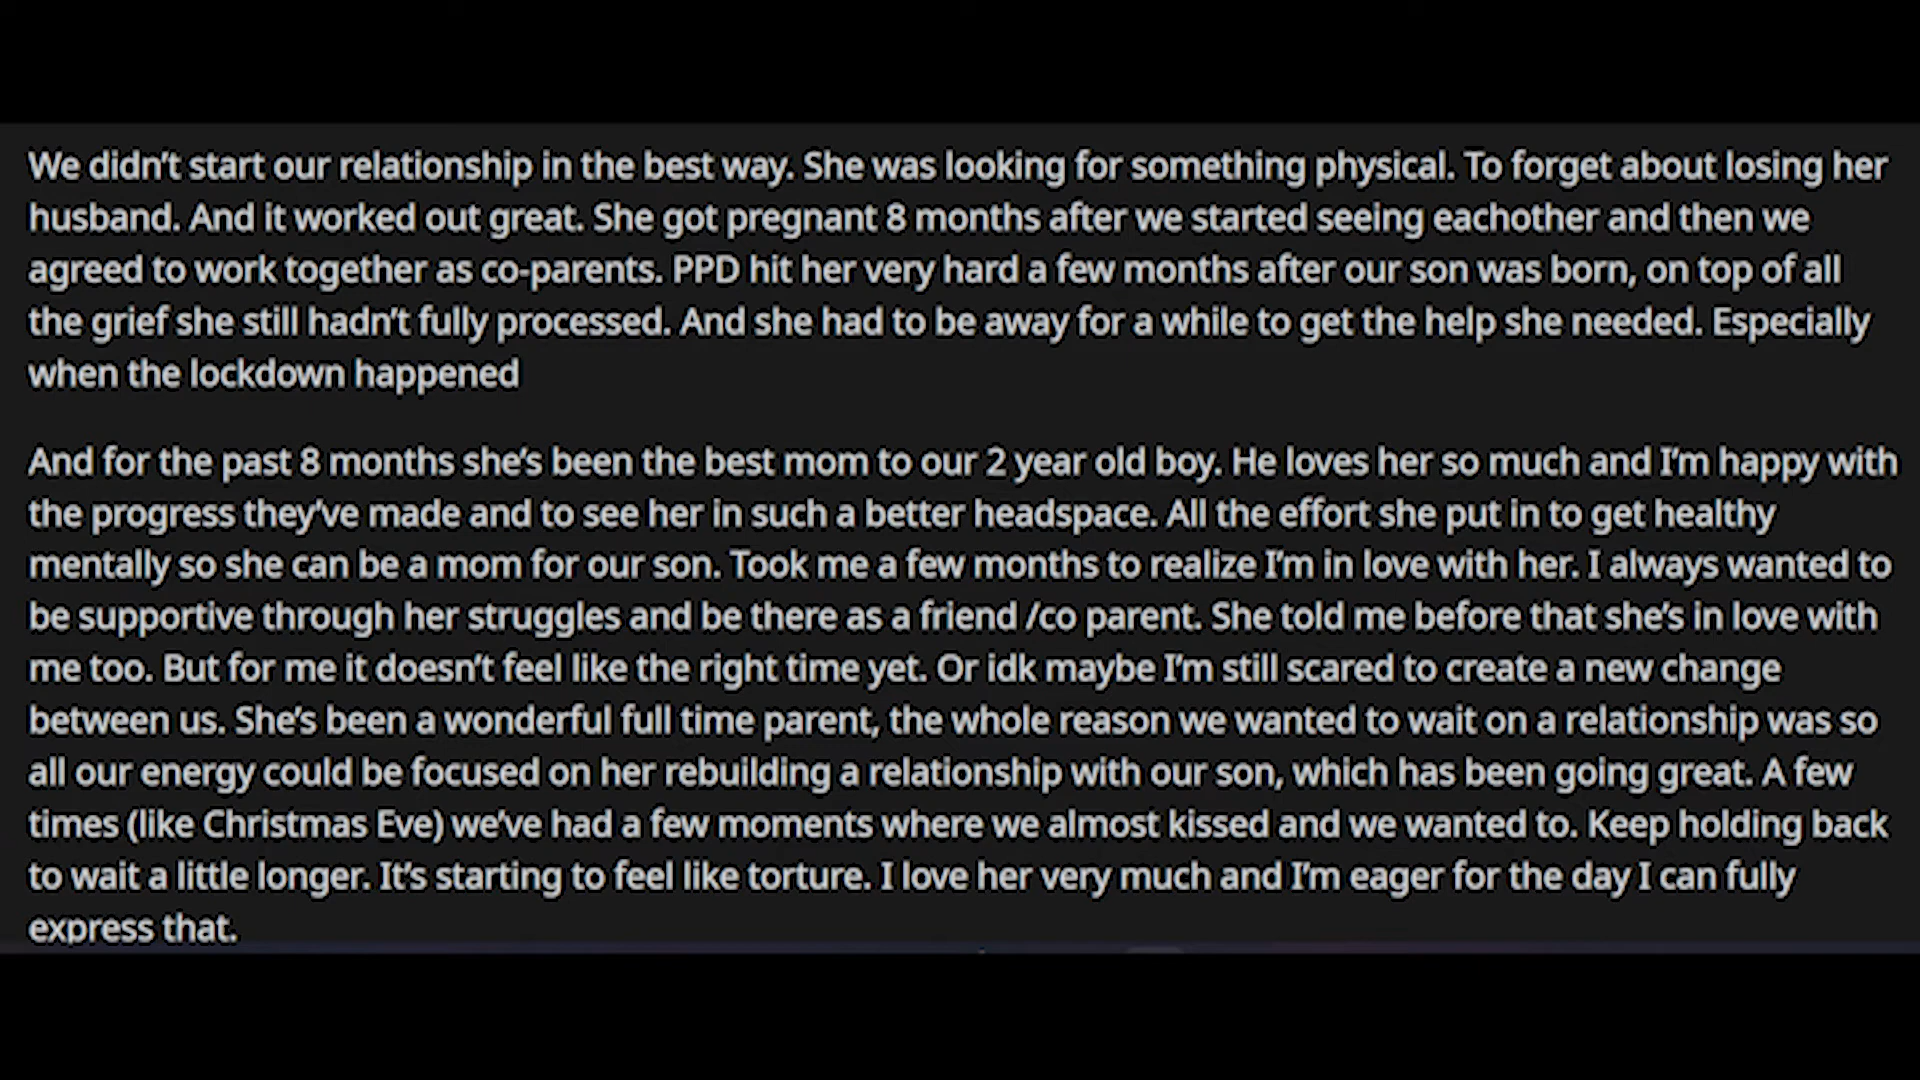 We didn't start our relationship in the best way. She was looking for something physical. To forget about losing her
husband. And it worked out great. She got pregnant 8 months after we started seeing eachother and then we
agreed to work together as co-parents. PPD hit her very hard a few months after our son was born, on top of all
the grief she still hadn't fully processed. And she had to be away for a while to get the help she needed. Especially
when the lockdown happened
And for the past 8 months she's been the best mom to our 2 year old boy. He loves her so much and I'm happy with
the progress they've made and to see her in such a better headspace. All the effort she put in to get healthy
mentally so she can be a mom for our son. Took me a few months to realize I'm in love with her. I always wanted to
be supportive through her struggles and be there as a friend /co parent. She told me before that she's in love with
me too. But for me it doesn't feel like the right time yet. Or idk maybe I'm still scared to create a new change
between us. She's been a wonderful full time parent, the whole reason we wanted to wait on a relationship was so
all our energy could be focused on her rebuilding a relationship with our son, which has been going great. A few
times (like Christmas Eve) we've had a few moments where we almost kissed and we wanted to. Keep holding back
to wait a little longer. It's starting to feel like torture. I love her very much and I'm eager for the day I can fully
express that.